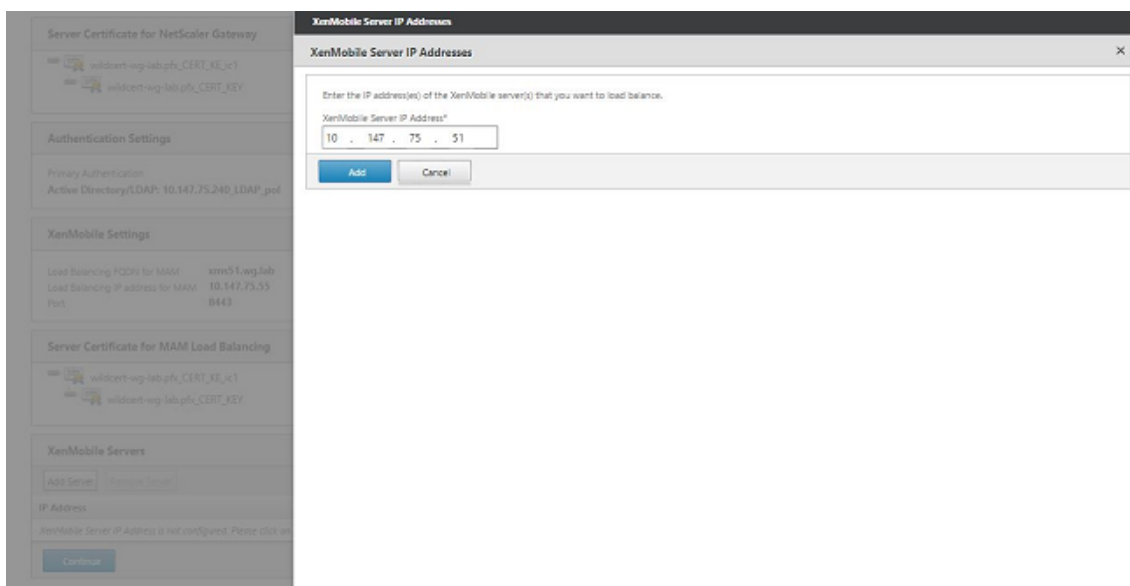 Server Certificate for NetScaler Gateway
wildcert-wg-lab.pfx_CERT_KE_ic1
wildcert-wg-lab.pfx_CERT_KEY
Authentication Settings
Primary Authentication
Active Directory/LDAP: 10.147.75.240_LDAP_pol
XenMobile Settings
Load Balancing FQDN for MAM xms51.wg.lab
Load Balancing IP address for MAM 10.147.75.55
Port 8443
Server Certificate for MAM Load Balancing
wildcert-wg-lab.pfx_CERT_KE_ic1
wildcert-wg-lab.pfx_CERT_KEY
XenMobile Servers
Add Server Remove Server
IP Address
XenMobile Server IP Address is not configured. Please click on
Continue
XenMobile Server IP Addresses
XenMobile Server IP Addresses ×
Enter the IP address(es) of the XenMobile server(s) that you want to load balance.
XenMobile Server IP Address*
10 . 147 . 75 . 51
Add Cancel